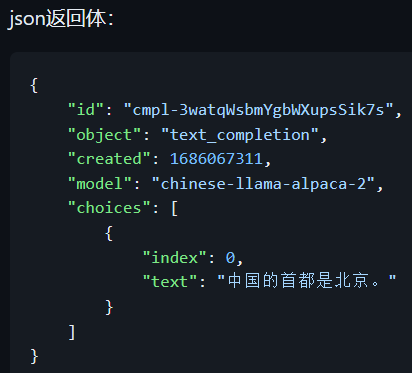 json返回体：
{
    "id": "cmpl-3watqWsbmYgbWXupsSik7s",
    "object": "text_completion",
    "created": 1686067311,
    "model": "chinese-llama-alpaca-2",
    "choices": [
        {
            "index": 0,
            "text": "中国的首都是北京。"
        }
    ]
}